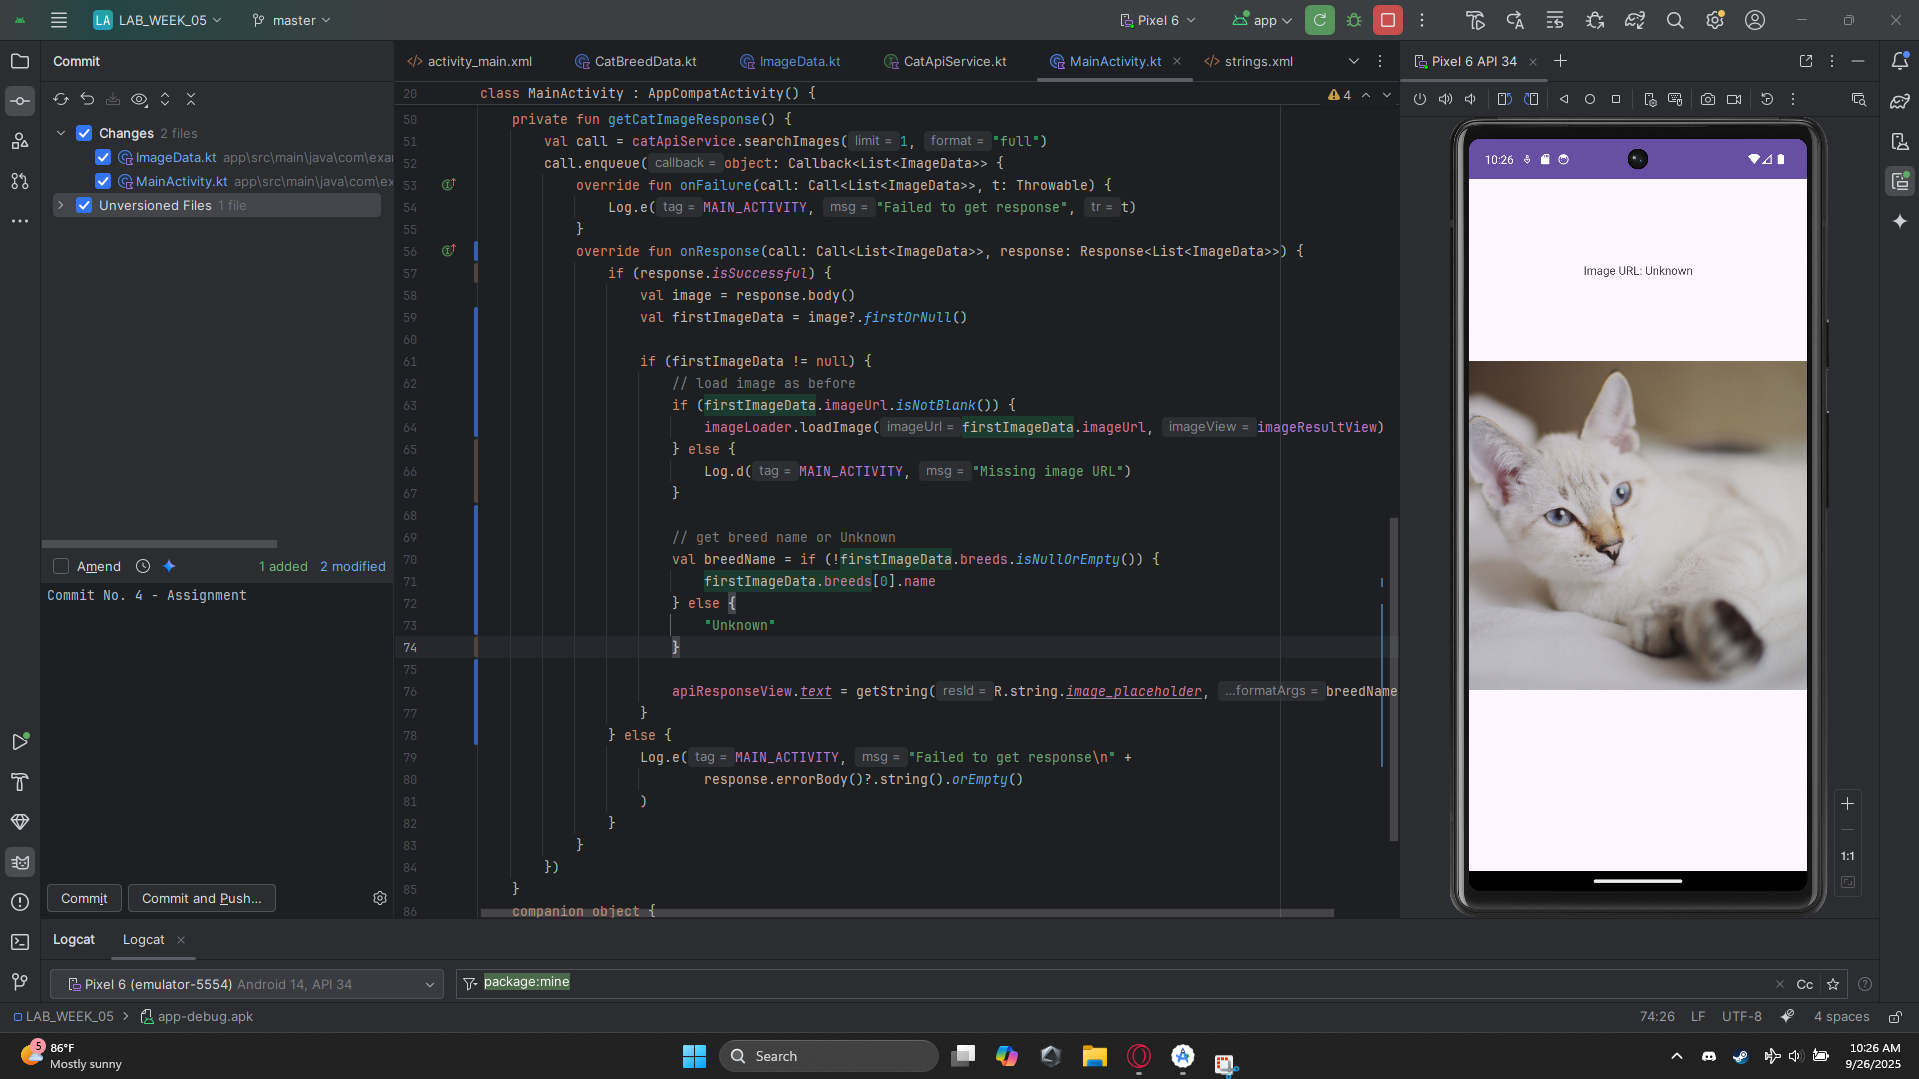 LA LAB_WEEK_05 master Pixel 6 app
Commit
activity_main.xml CatBreedData.kt ImageData.kt CatApiService.kt MainActivity.kt strings.xml
Pixel 6 API 34
20 class MainActivity : AppCompatActivity() {
4
Changes 2 files
ImageData.kt app\src\main\java\com\exa
MainActivity.kt app\src\main\java\com\ex
Unversioned Files 1 file
50 private fun getCatImageResponse() {
51 val call = catApiService.searchImages( limit = 1, format = "full")
52 call.enqueue( callback = object: Callback<List<ImageData>> {
53 override fun onFailure(call: Call<List<ImageData>>, t: Throwable) {
54 Log.e( tag = MAIN_ACTIVITY, msg = "Failed to get response", tr = t)
55 }
56 override fun onResponse(call: Call<List<ImageData>>, response: Response<List<ImageData>>) {
57 if (response.isSuccessful) {
58 val image = response.body()
59 val firstImageData = image?.firstOrNull()
60
61 if (firstImageData != null) {
62 // load image as before
63 if (firstImageData.imageUrl.isNotBlank()) {
64 imageLoader.loadImage( imageUrl = firstImageData.imageUrl, imageView = imageResultView)
65 } else {
66 Log.d( tag = MAIN_ACTIVITY, msg = "Missing image URL")
67 }
68
69 // get breed name or Unknown
70 val breedName = if (!firstImageData.breeds.isNullOrEmpty()) {
71 firstImageData.breeds[0].name
72 } else {
73 "Unknown"
74 }
75
76 apiResponseView.text = getString( resId = R.string.image_placeholder, ...formatArgs = breedName
77 }
78 } else {
79 Log.e( tag = MAIN_ACTIVITY, msg = "Failed to get response\n" +
80 response.errorBody()?.string().orEmpty()
81 )
82 }
83 }
84 })
85 }
86 companion object {
Amend 1 added 2 modified
Commit No. 4 - Assignment
Commit Commit and Push...
10:26
Image URL: Unknown
1:1
Logcat Logcat
Pixel 6 (emulator-5554) Android 14, API 34
package:mine
Cc
LAB_WEEK_05 app-debug.apk
74:26 LF UTF-8 4 spaces
5
86°F
Mostly sunny
Search
10:26 AM
9/26/2025